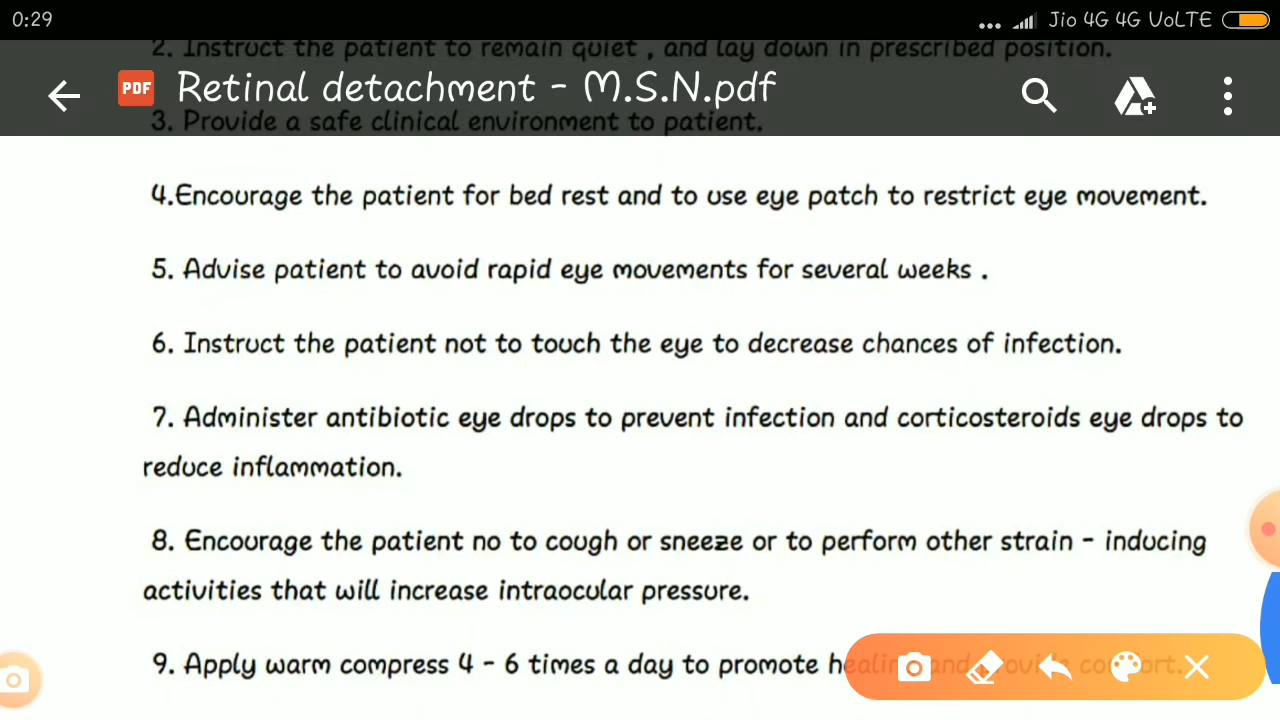 0:29
Jio 4G 4G VoLTE
2. Instruct the patient to remain quiet , and lay down in prescribed position.
PDF Retinal detachment - M.S.N.pdf
3. Provide a safe clinical environment to patient.
4.Encourage the patient for bed rest and to use eye patch to restrict eye movement.
5. Advise patient to avoid rapid eye movements for several weeks .
6. Instruct the patient not to touch the eye to decrease chances of infection.
7. Administer antibiotic eye drops to prevent infection and corticosteroids eye drops to
reduce inflammation.
8. Encourage the patient no to cough or sneeze or to perform other strain - inducing
activities that will increase intraocular pressure.
9. Apply warm compress 4 - 6 times a day to promote healing and provide comfort.